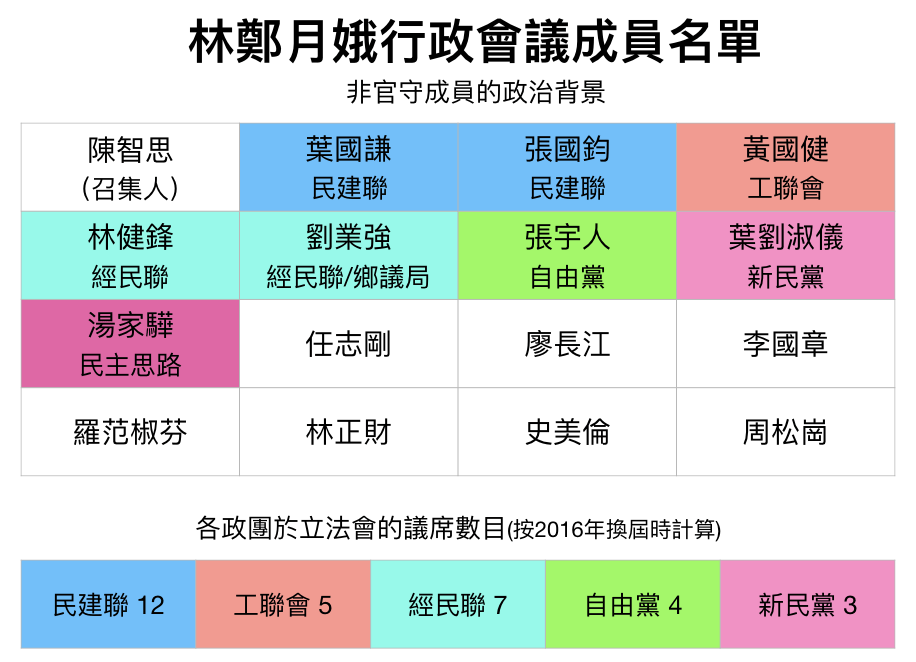 林鄭月娥行政會議成員名單
非官守成員的政治背景
陳智思
（召集人）
葉國謙
民建聯
張國鈞
民建聯
黃國健
工聯會
林健鋒
經民聯
劉業強
經民聯/鄉議局
張宇人
自由黨
葉劉淑儀
新民黨
湯家驊
民主思路
任志剛
廖長江
李國章
羅范椒芬
林正財
史美倫
周松崗
各政團於立法會的議席數目(按2016年換屆時計算)
民建聯 12
工聯會 5
經民聯 7
自由黨 4
新民黨 3